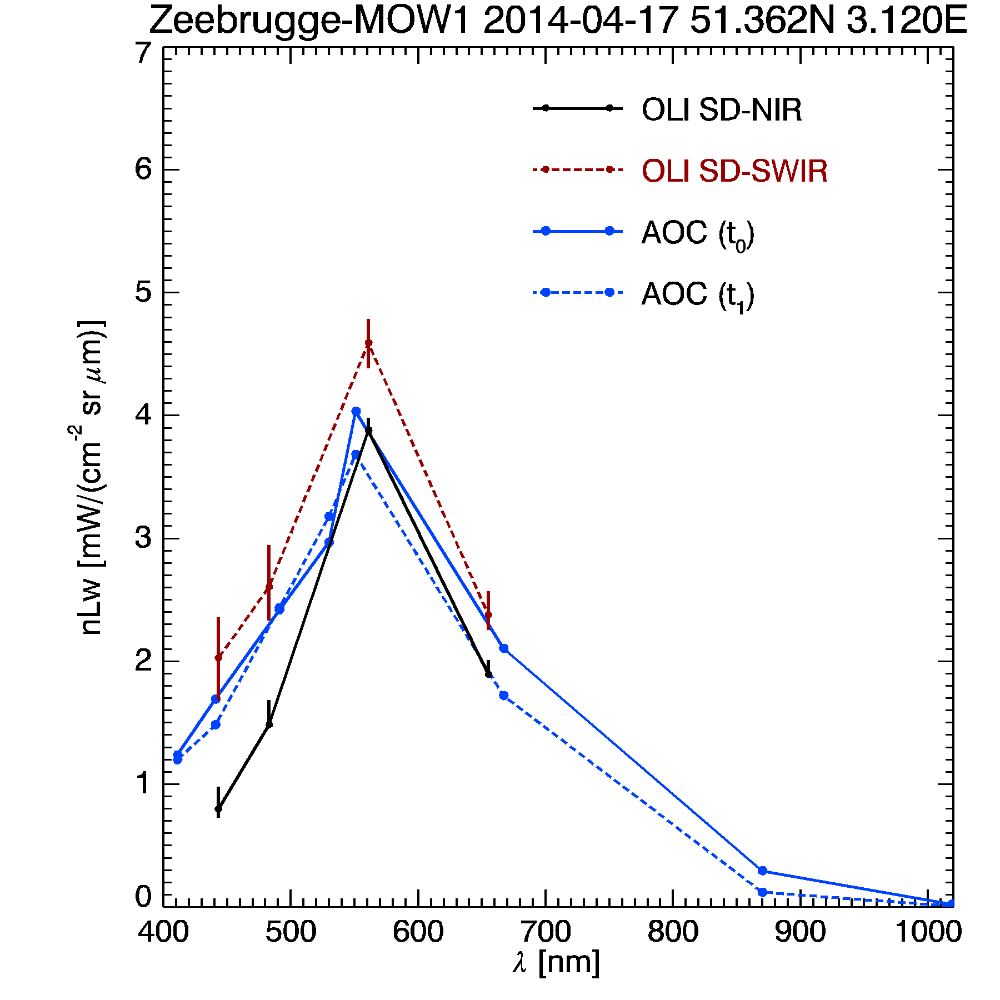 Zeebrugge-MOW1 2014-04-17 51.362N 3.120E
7
6
5
4
3
2
1
0
nLw [mW/(cm⁻² sr μm)]
OLI SD-NIR
OLI SD-SWIR
AOC (t₀)
AOC (t₁)
400 500 600 700 800 900 1000
λ [nm]